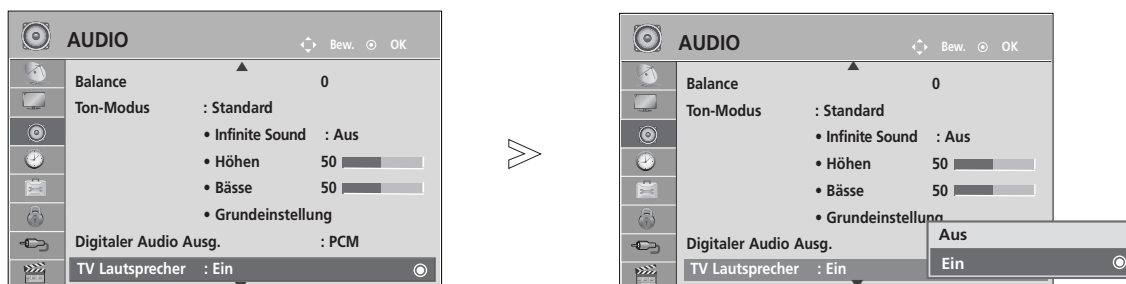 AUDIO Bew. OK
Balance 0
Ton-Modus : Standard
• Infinite Sound : Aus
• Höhen 50
• Bässe 50
• Grundeinstellung
Digitaler Audio Ausg. : PCM
TV Lautsprecher : Ein
AUDIO Bew. OK
Balance 0
Ton-Modus : Standard
• Infinite Sound : Aus
• Höhen 50
• Bässe 50
• Grundeinstellung
Digitaler Audio Ausg.
TV Lautsprecher : Ein
Aus
Ein